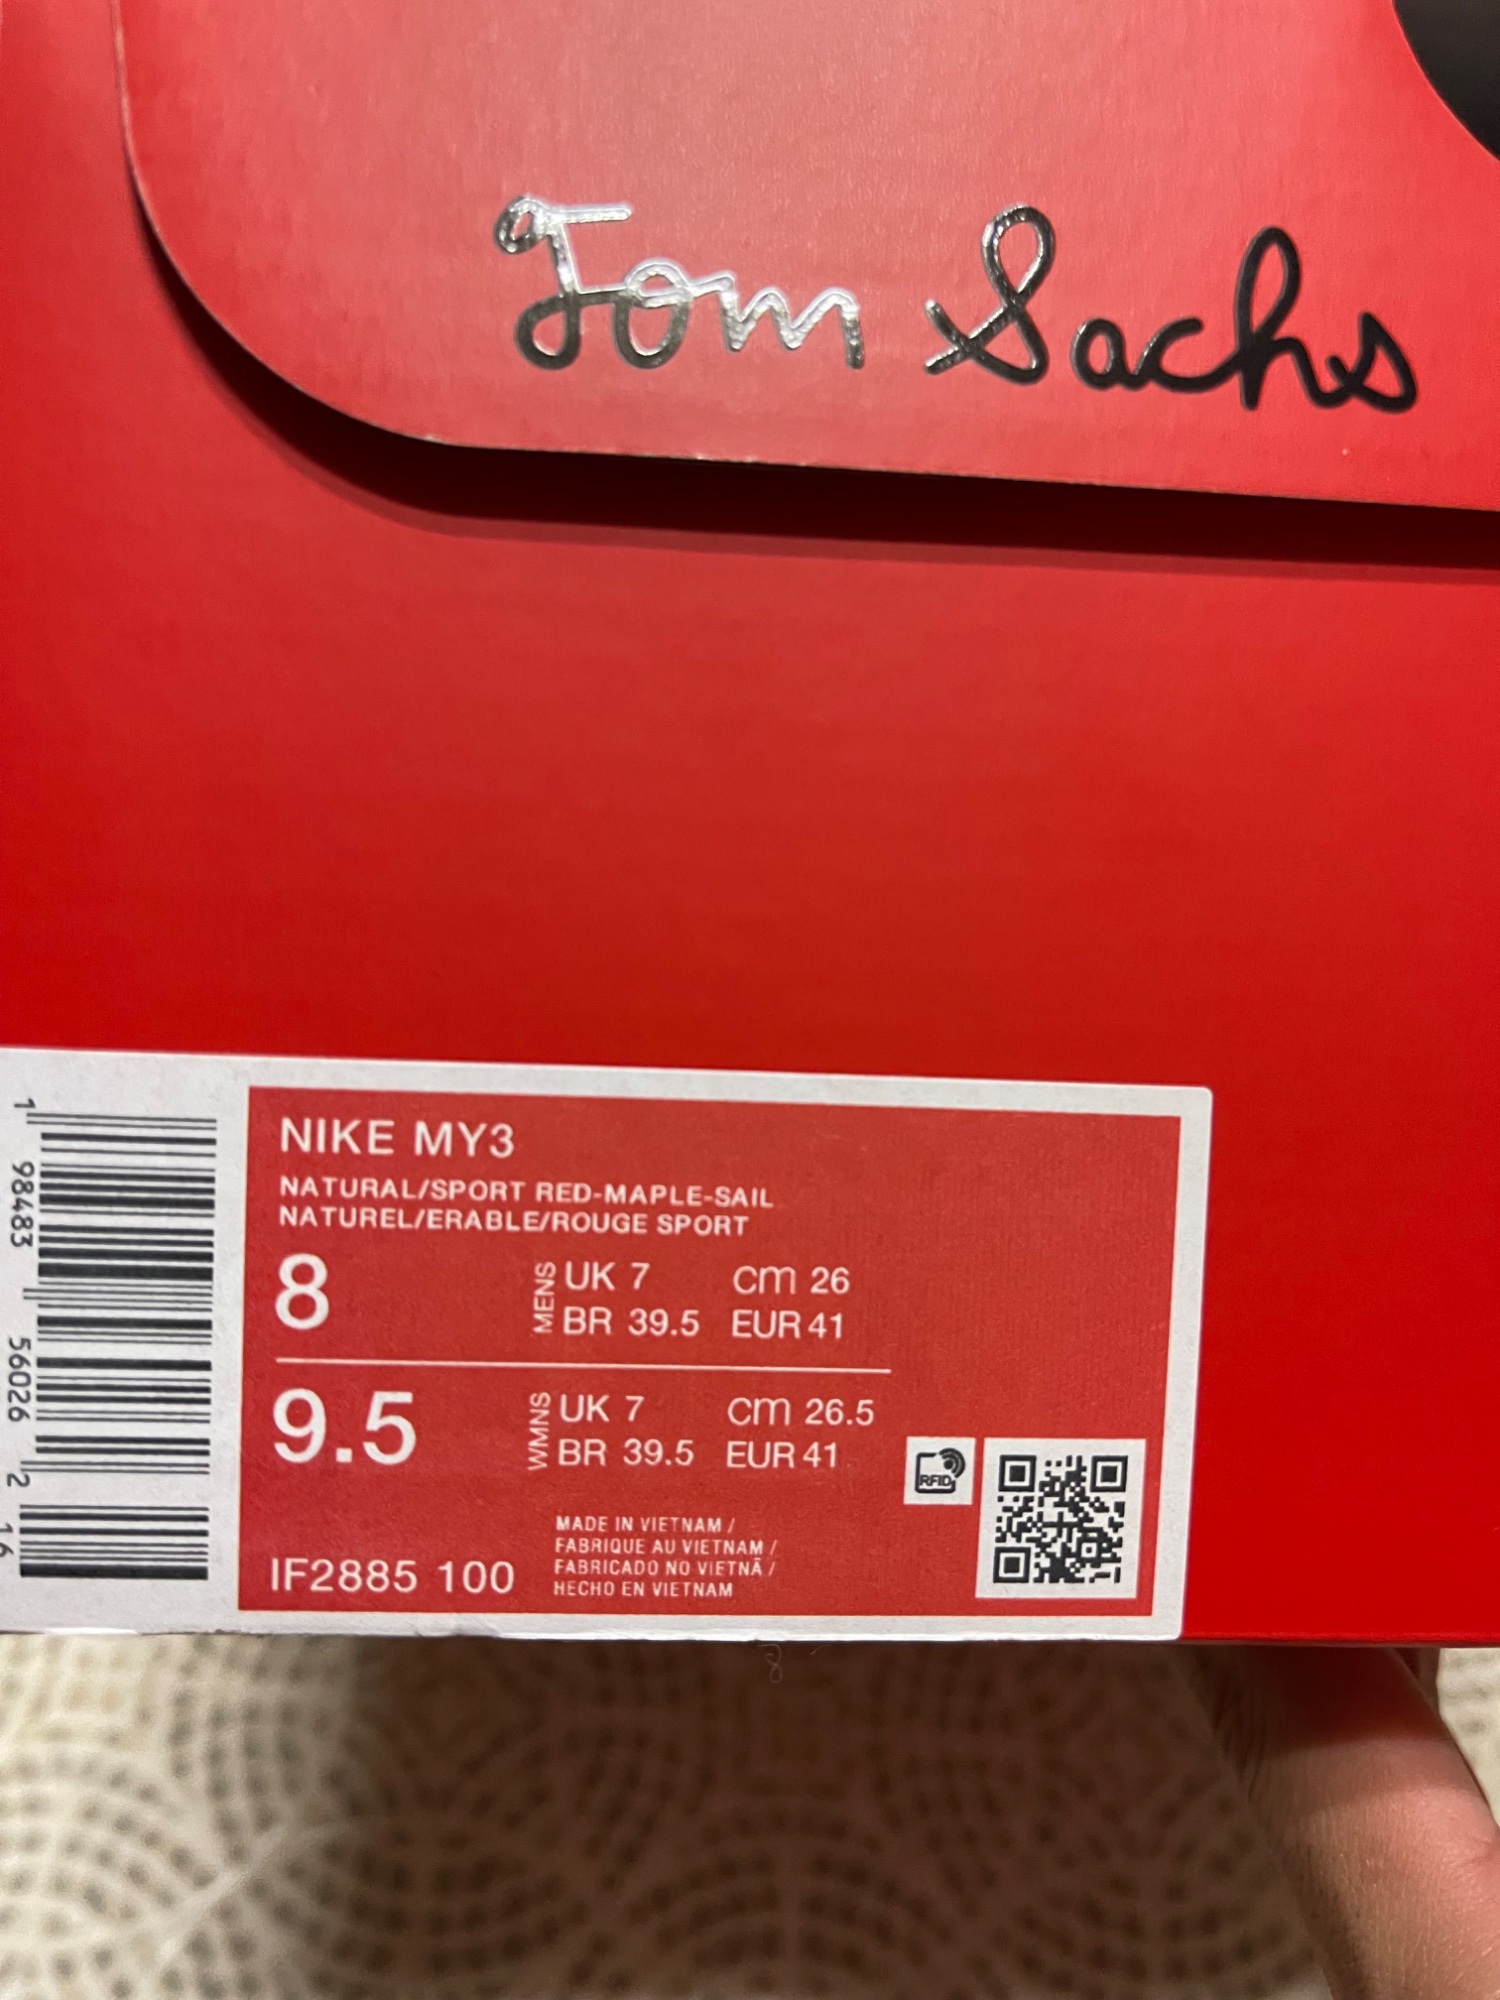 Tom Sachs
NIKE MY3
NATURAL/SPORT RED-MAPLE-SAIL
NATUREL/ERABLE/ROUGE SPORT
8 MENS UK 7 cm 26
BR 39.5 EUR 41
9.5 WMNS UK 7 cm 26.5
BR 39.5 EUR 41
RFID
MADE IN VIETNAM /
FABRIQUE AU VIETNAM /
FABRICADO NO VIETNÃ /
HECHO EN VIETNAM
IF2885 100
1 98483 56026 2 16